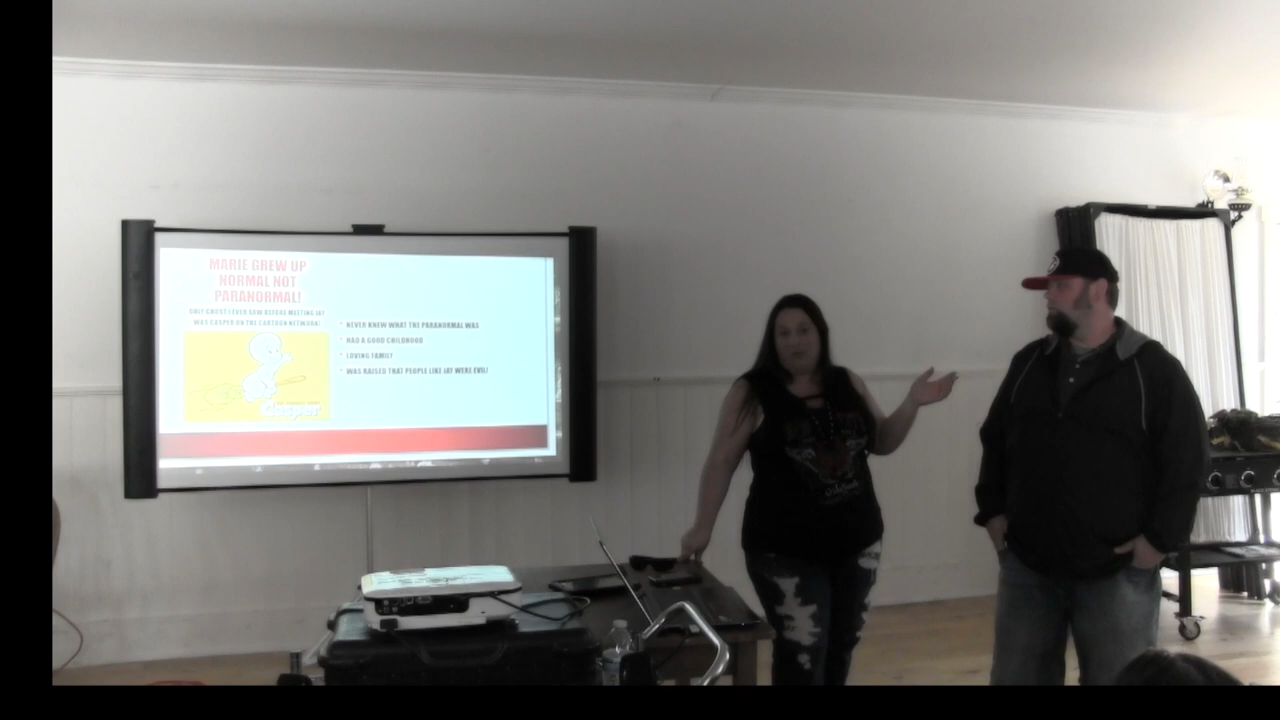 MARIE GREW UP
NORMAL NOT
PARANORMAL!
ONLY GHOST I EVER SAW BEFORE MEETING JAY
WAS CASPER ON THE CARTOON NETWORK!
Casper
• NEVER KNEW WHAT THE PARANORMAL WAS
• HAD A GOOD CHILDHOOD
• LOVING FAMILY
• WAS RAISED THAT PEOPLE LIKE JAY WERE EVIL!